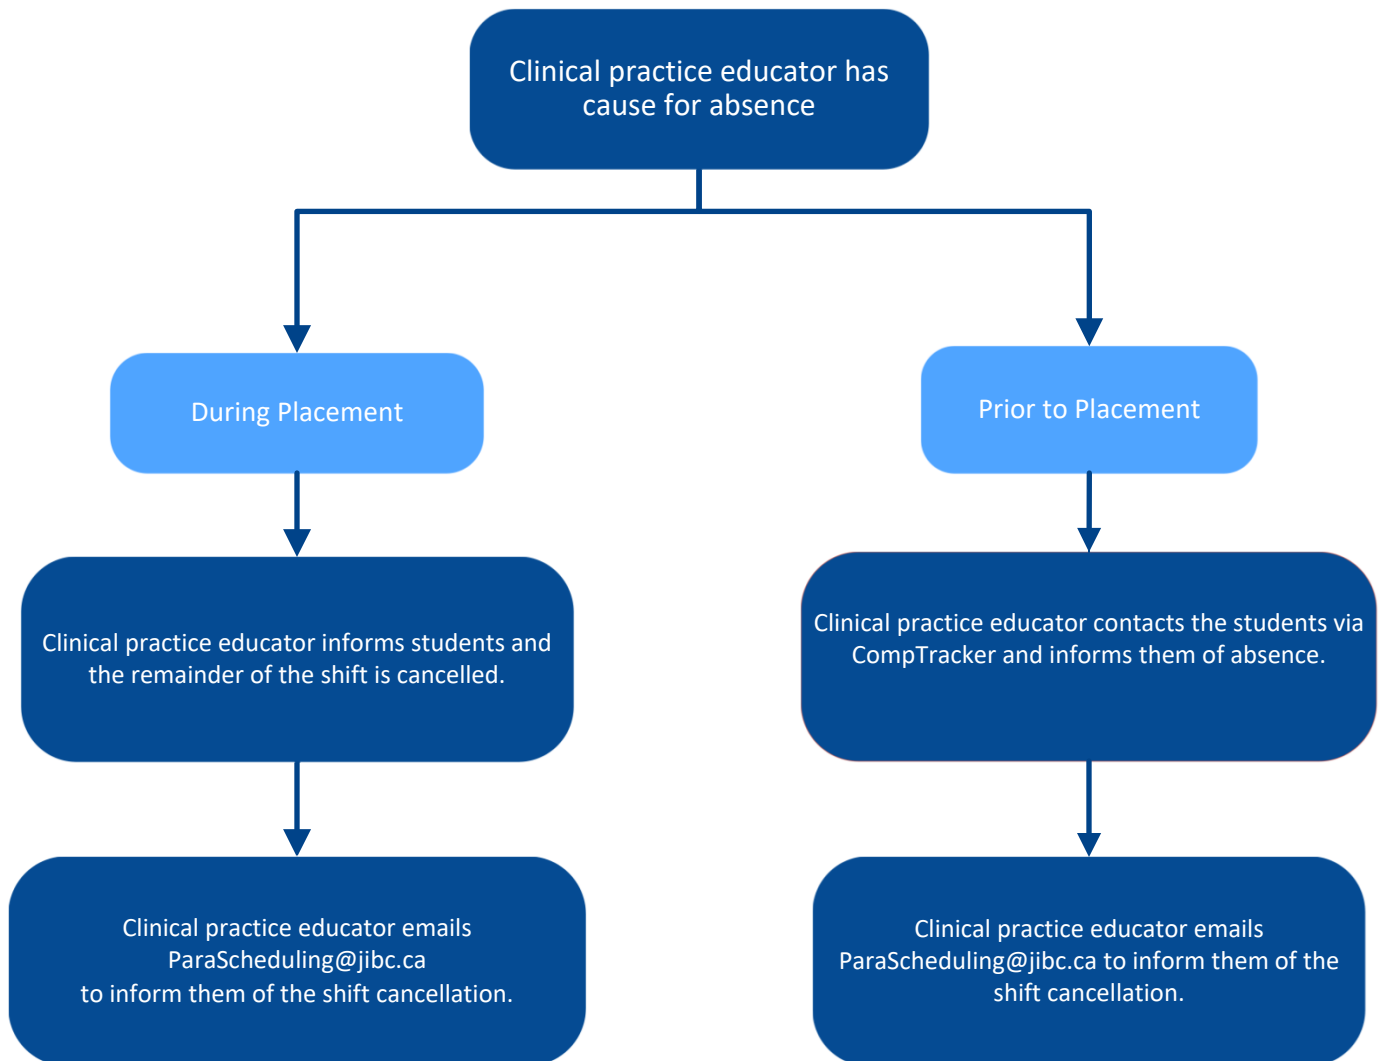 Clinical practice educator has
cause for absence
During Placement
Prior to Placement
Clinical practice educator informs students and
the remainder of the shift is cancelled.
Clinical practice educator contacts the students via
CompTracker and informs them of absence.
Clinical practice educator emails
ParaScheduling@jibc.ca
to inform them of the shift cancellation.
Clinical practice educator emails
ParaScheduling@jibc.ca to inform them of the
shift cancellation.